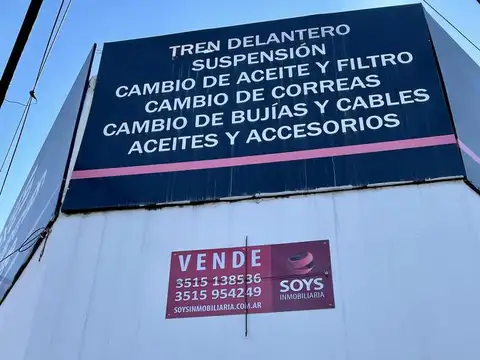 TREN DELANTERO
SUSPENSIÓN
CAMBIO DE ACEITE Y FILTRO
CAMBIO DE CORREAS
CAMBIO DE BUJÍAS Y CABLES
ACEITES Y ACCESORIOS
VENDE
3515 138536
3515 954249
SOYSINMOBILIARIA.COM.AR
SOYS
INMOBILIARIA